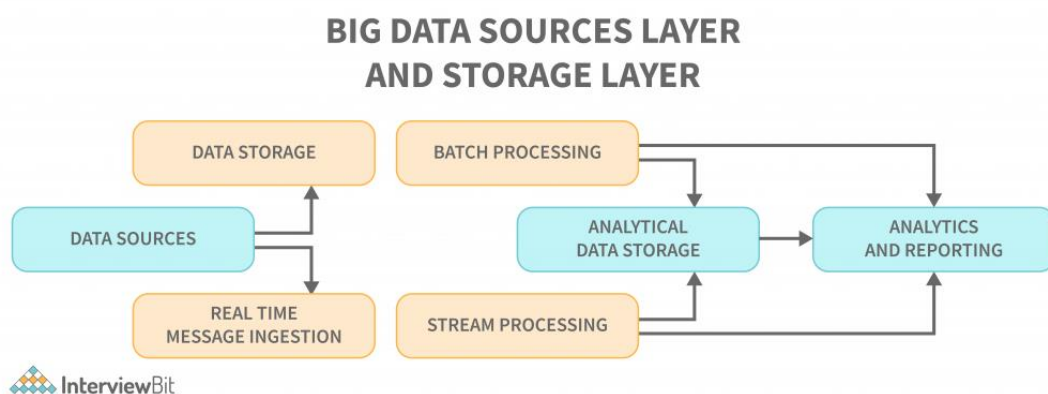 BIG DATA SOURCES LAYER
AND STORAGE LAYER
DATA STORAGE
BATCH PROCESSING
DATA SOURCES
ANALYTICAL
DATA STORAGE
ANALYTICS
AND REPORTING
REAL TIME
MESSAGE INGESTION
STREAM PROCESSING
InterviewBit